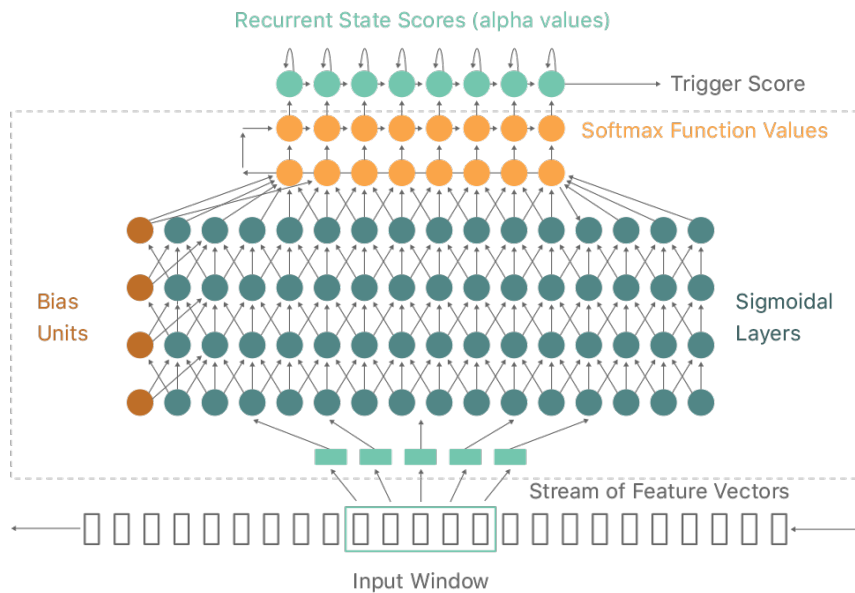 Recurrent State Scores (alpha values)
Trigger Score
Softmax Function Values
Bias
Units
Sigmoidal
Layers
Stream of Feature Vectors
Input Window